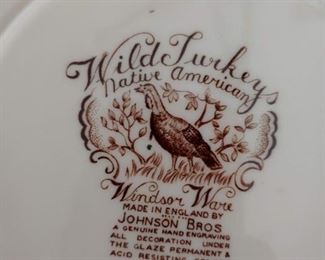 Wild Turkeys
Native American
Windsor Ware
MADE IN ENGLAND BY
JOHNSON BROS
A GENUINE HAND ENGRAVING
ALL DECORATION UNDER
THE GLAZE PERMANENT &
ACID RESISTING